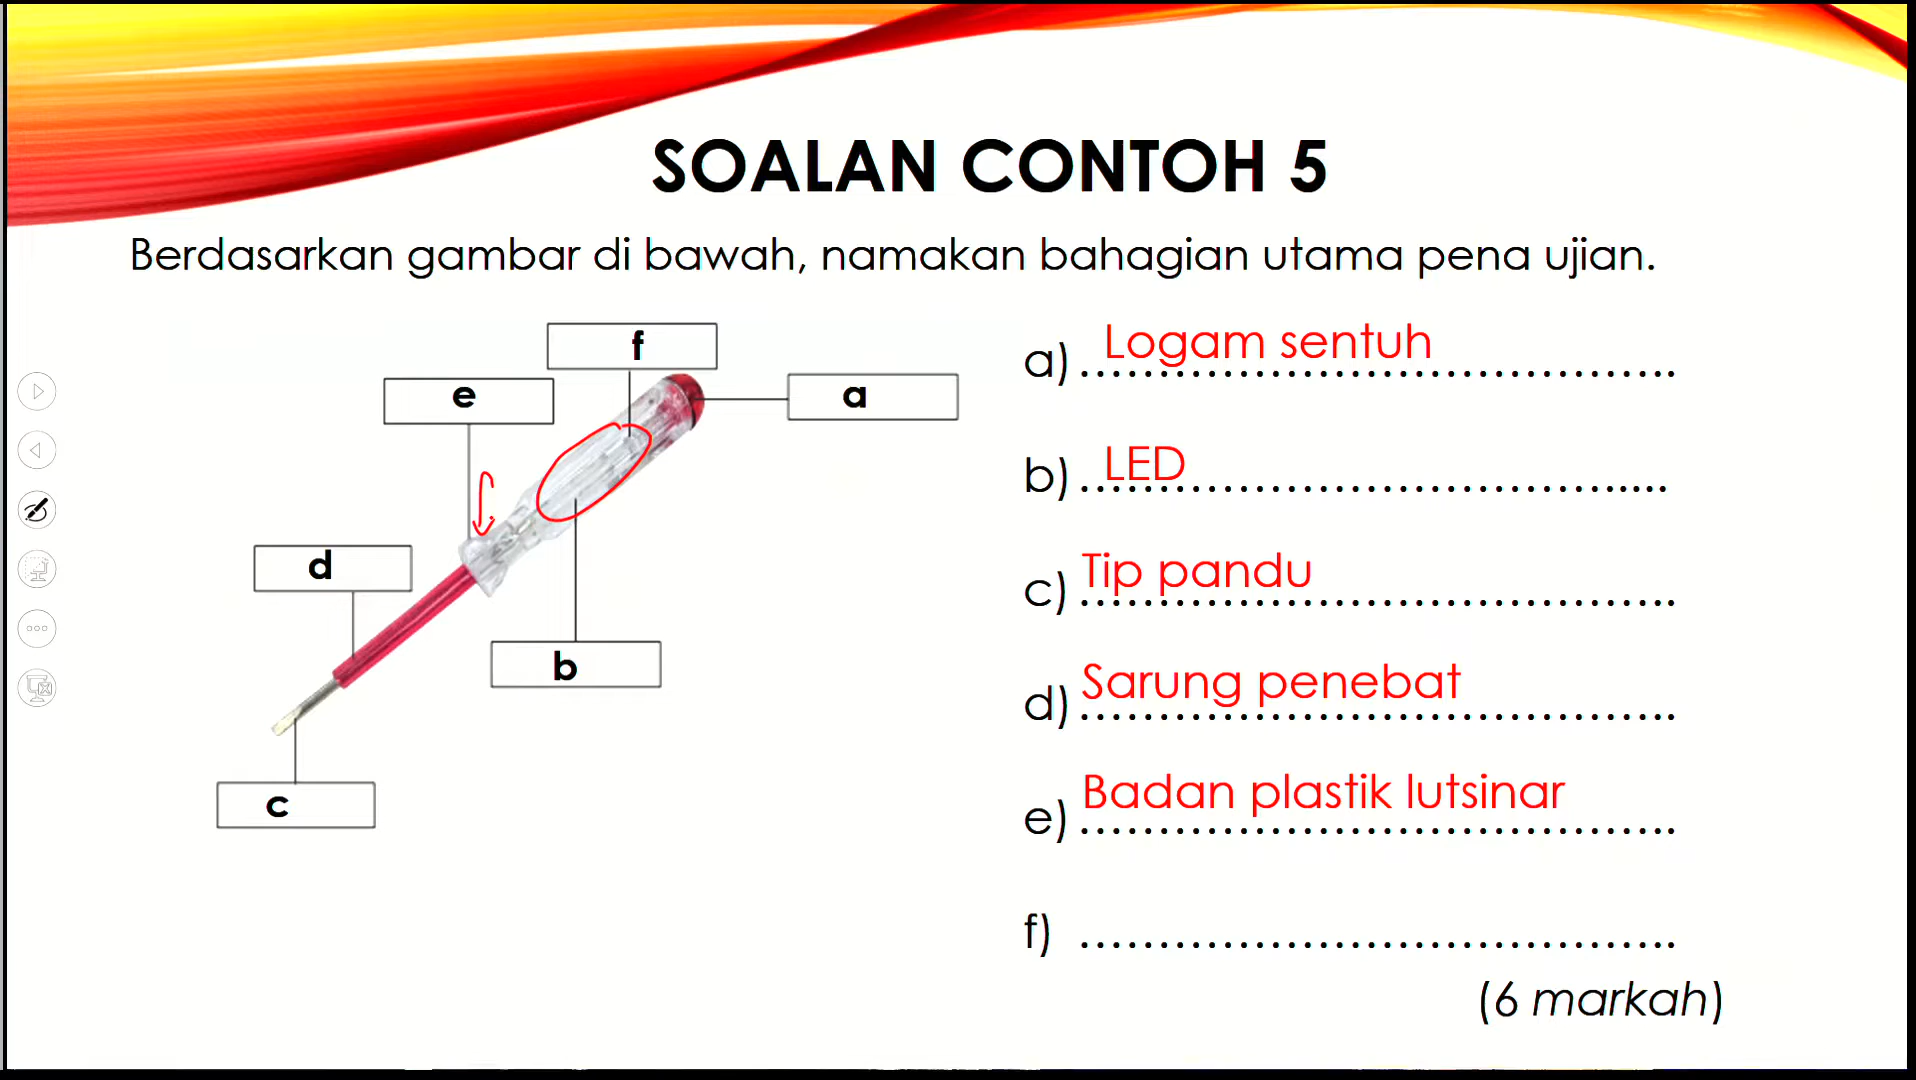 SOALAN CONTOH 5
Berdasarkan gambar di bawah, namakan bahagian utama pena ujian.
f
e
a
d
b
c
a) Logam sentuh
b) LED
c) Tip pandu
d) Sarung penebat
e) Badan plastik lutsinar
f) ........................................
(6 markah)